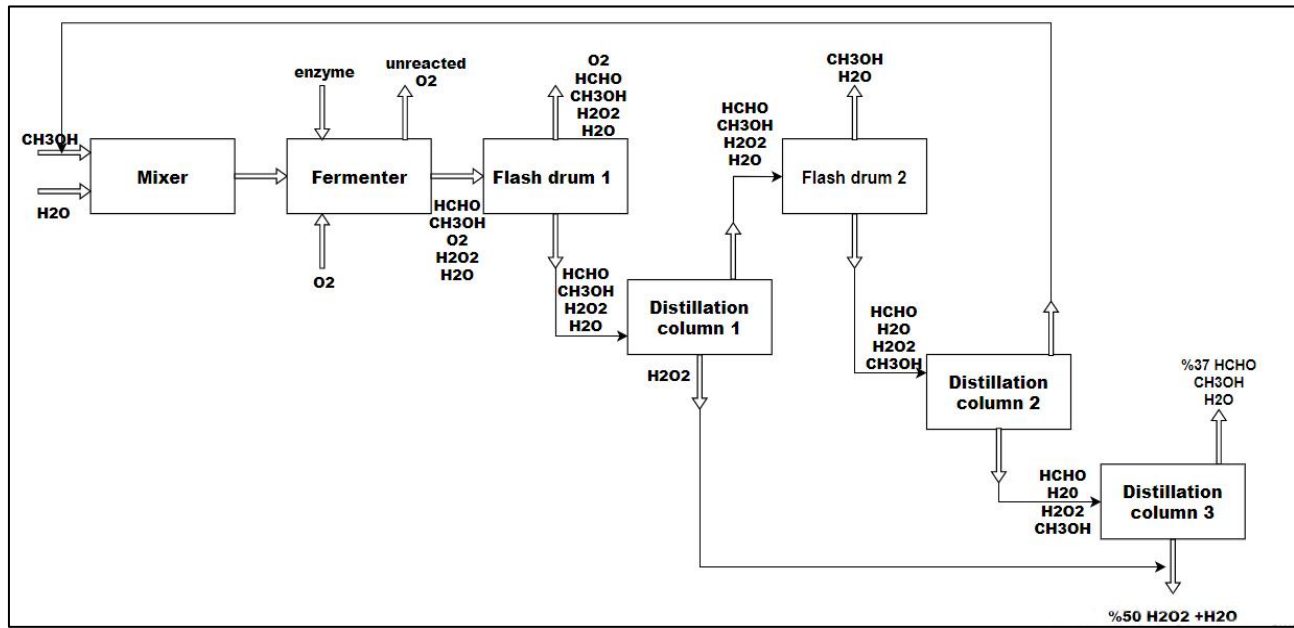 CH3OH
H2O
Mixer
enzyme
unreacted
O2
Fermenter
O2
HCHO
CH3OH
O2
H2O2
H2O
O2
HCHO
CH3OH
H2O2
H2O
Flash drum 1
HCHO
CH3OH
H2O2
H2O
Distillation
column 1
H2O2
HCHO
CH3OH
H2O2
H2O
CH3OH
H2O
Flash drum 2
HCHO
H2O
H2O2
CH3OH
Distillation
column 2
HCHO
H20
H2O2
CH3OH
%37 HCHO
CH3OH
H2O
Distillation
column 3
%50 H2O2 +H2O